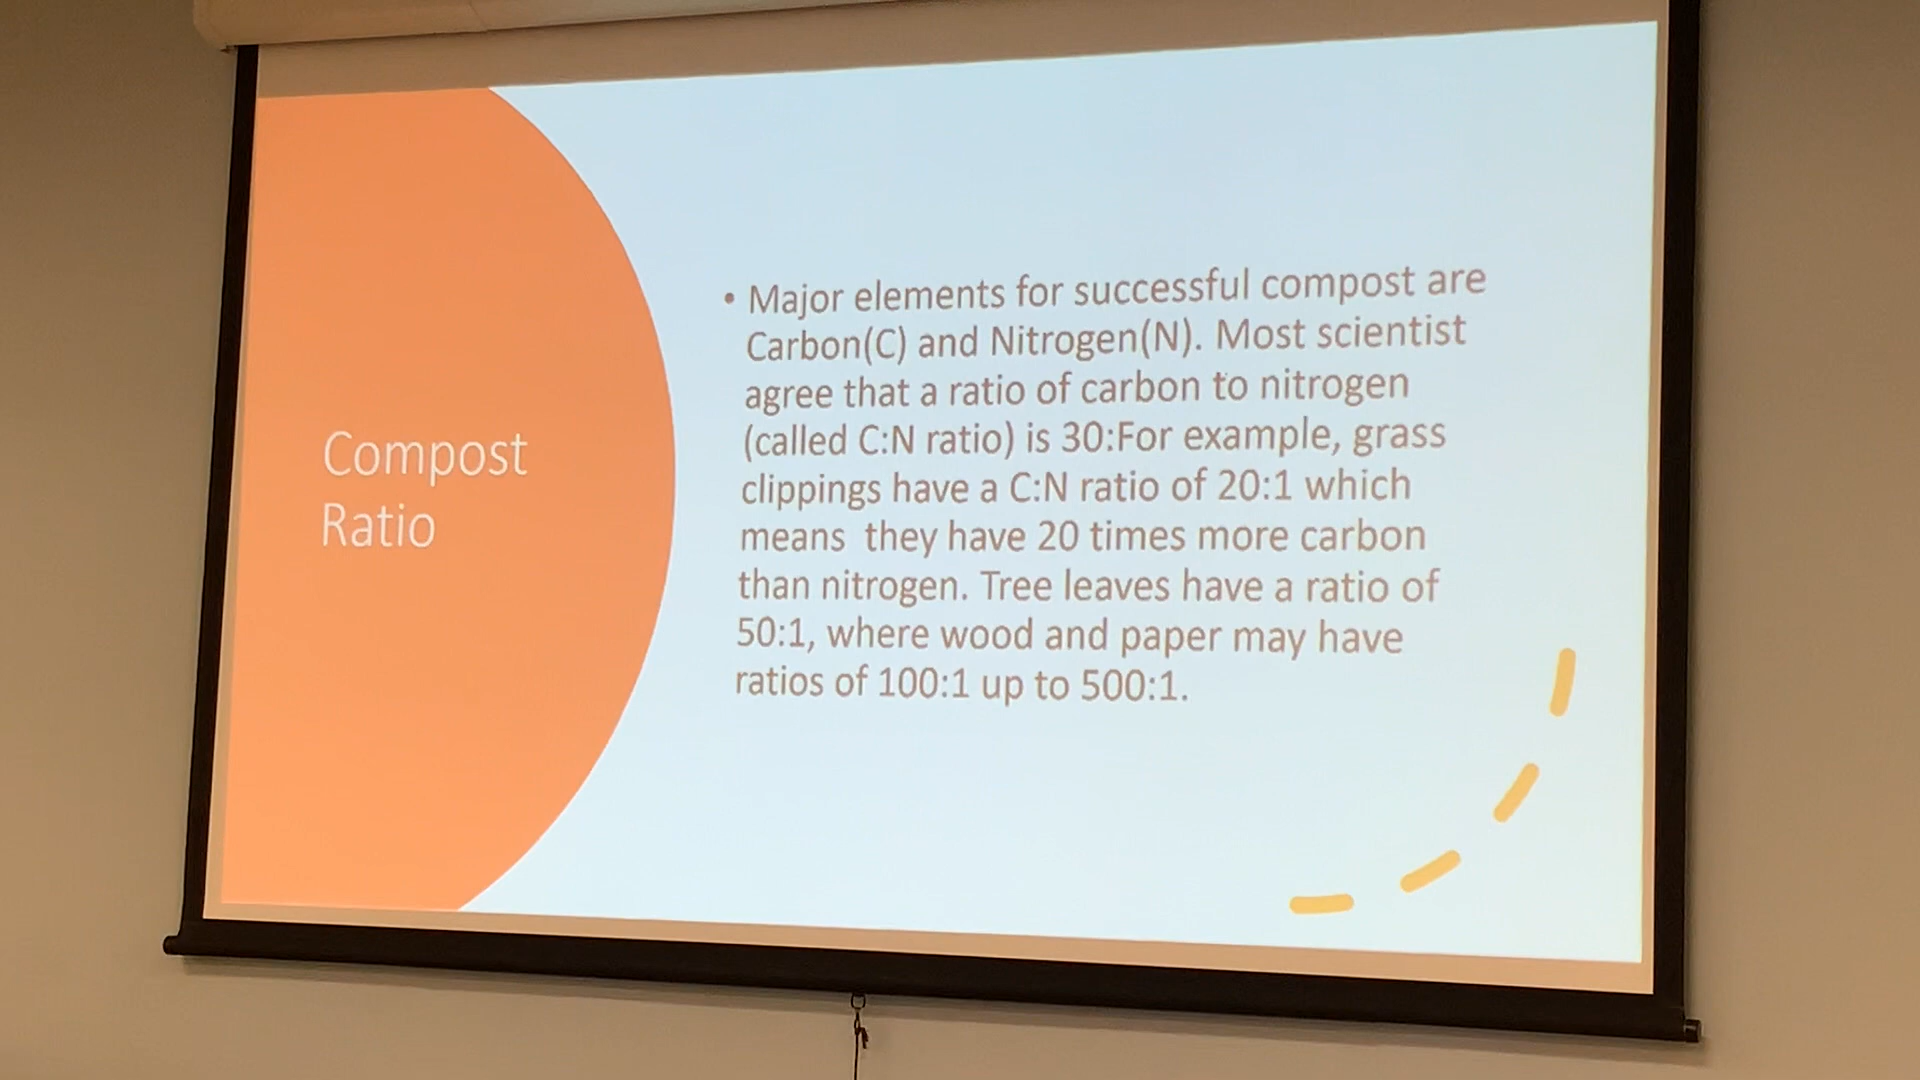 Compost
Ratio
• Major elements for successful compost are
Carbon(C) and Nitrogen(N). Most scientist
agree that a ratio of carbon to nitrogen
(called C:N ratio) is 30:For example, grass
clippings have a C:N ratio of 20:1 which
means  they have 20 times more carbon
than nitrogen. Tree leaves have a ratio of
50:1, where wood and paper may have
ratios of 100:1 up to 500:1.